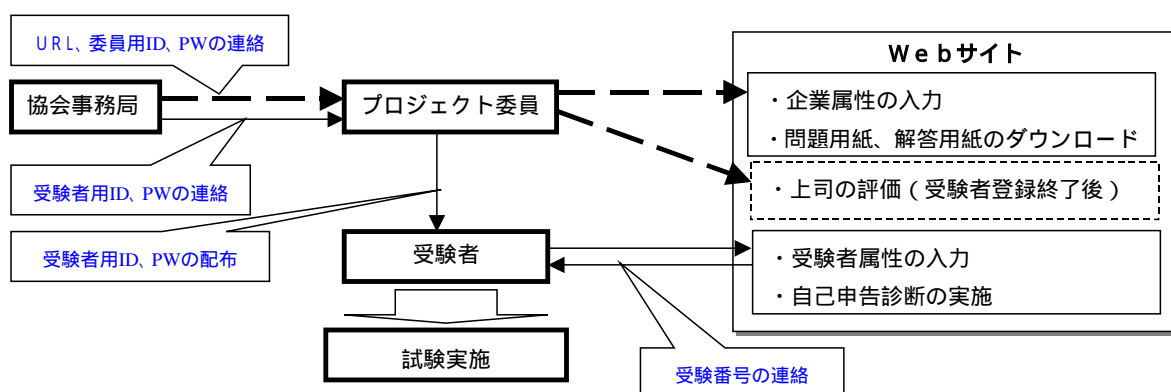 URL、委員用ID、PWの連絡
Webサイト
協会事務局
プロジェクト委員
・企業属性の入力
・問題用紙、解答用紙のダウンロード
受験者用ID、PWの連絡
・上司の評価(受験者登録終了後)
受験者用ID、PWの配布
受験者
・受験者属性の入力
・自己申告診断の実施
試験実施
受験番号の連絡